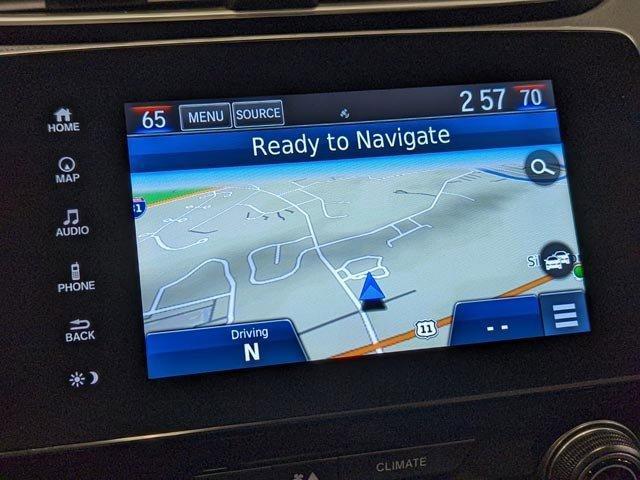 65 MENU SOURCE 2 57 70
Ready to Navigate
HOME
MAP
AUDIO
PHONE
BACK
11
Driving
N
--
CLIMATE